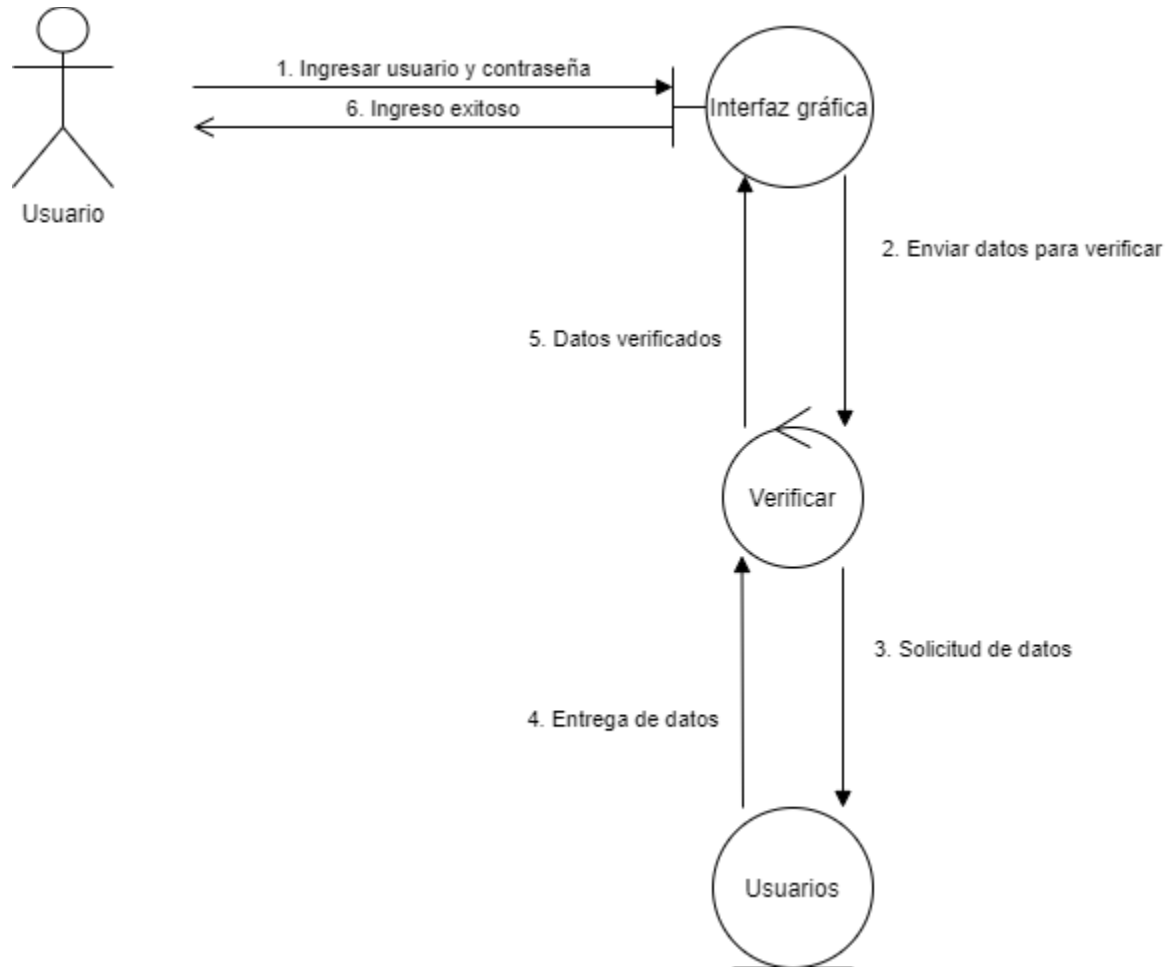 1. Ingresar usuario y contraseña
6. Ingreso exitoso
Interfaz gráfica
Usuario
2. Enviar datos para verificar
5. Datos verificados
Verificar
3. Solicitud de datos
4. Entrega de datos
Usuarios